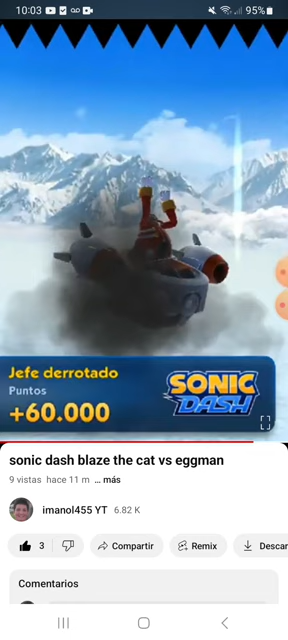 10:03
95%
Jefe derrotado
Puntos
+60.000
SONIC
DASH
sonic dash blaze the cat vs eggman
9 vistas hace 11 m ... más
imanol455 YT 6.82 K
3 Compartir Remix Descar
Comentarios